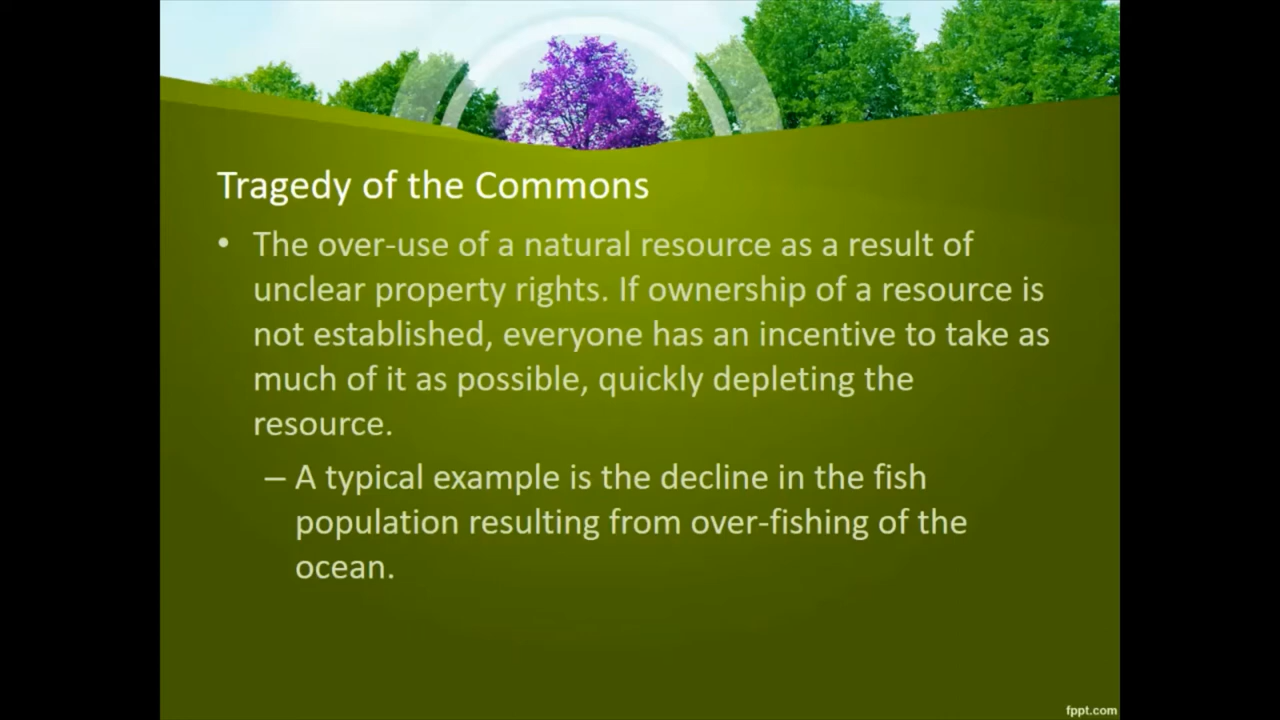 Tragedy of the Commons
• The over-use of a natural resource as a result of
unclear property rights. If ownership of a resource is
not established, everyone has an incentive to take as
much of it as possible, quickly depleting the
resource.
– A typical example is the decline in the fish
population resulting from over-fishing of the
ocean.
fppt.com